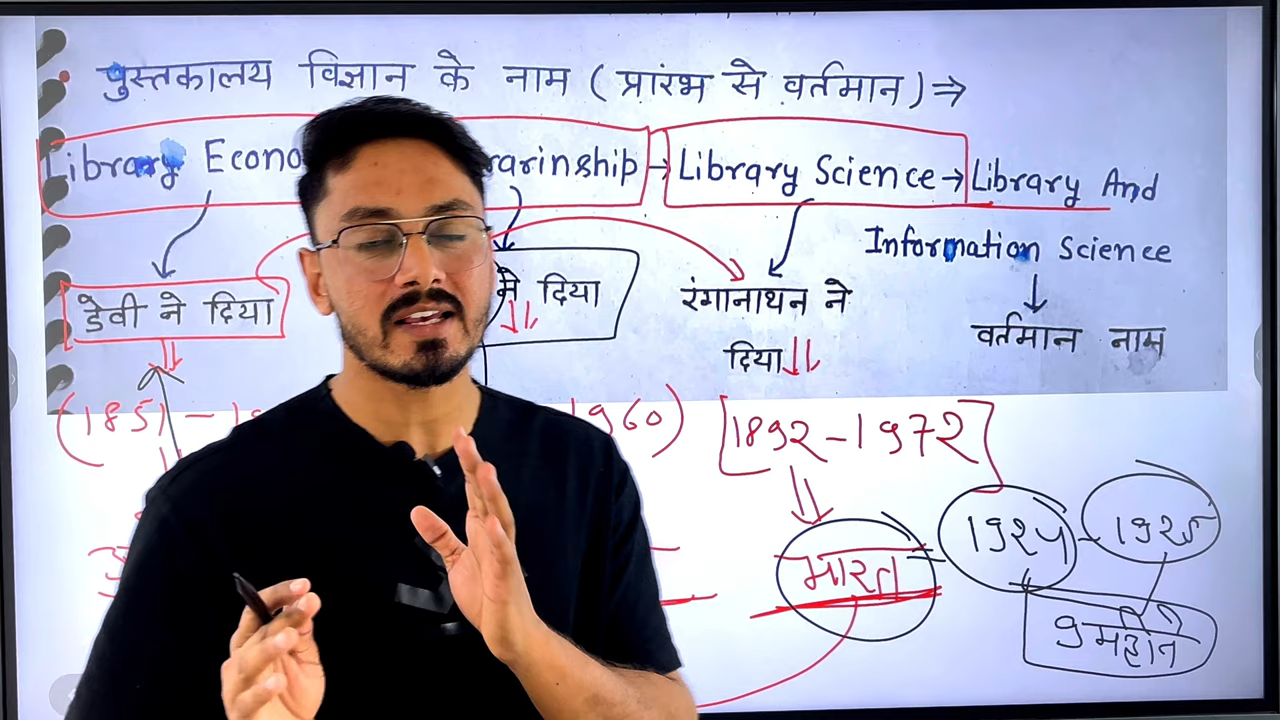 पुस्तकालय विज्ञान के नाम ( प्रारंभ से वर्तमान ) ⇒
Library Econo rarinship → Library Science → Library And
Information Science
डेवी ने दिया
ने दिया
रंगानाथन ने
दिया
वर्तमान नाम
(1851 – 1960)
[1892 – 1972]
भारत = 1924 - 1925
9 महीने